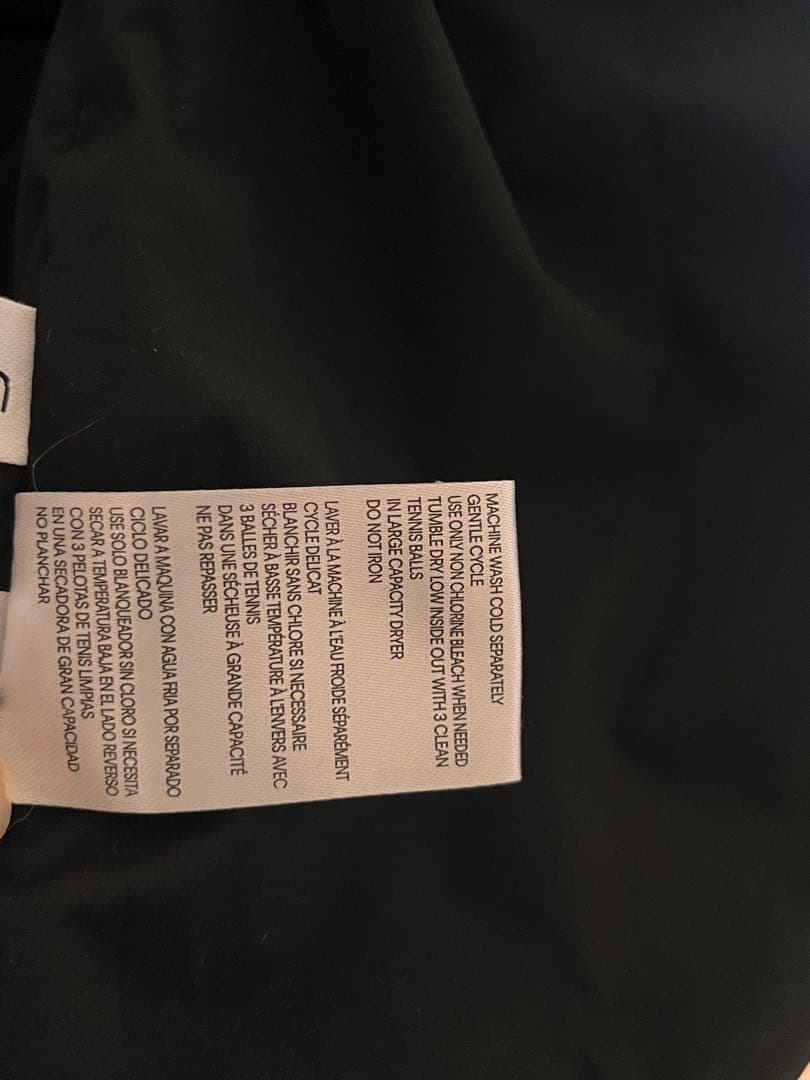 MACHINE WASH COLD SEPARATELY
GENTLE CYCLE
USE ONLY NON CHLORINE BLEACH WHEN NEEDED
TUMBLE DRY LOW INSIDE OUT WITH 3 CLEAN
TENNIS BALLS
IN LARGE CAPACITY DRYER
DO NOT IRON
LAVER À LA MACHINE À L'EAU FROIDE SÉPARÉMENT
CYCLE DELICAT
BLANCHIR SANS CHLORE SI NECESSAIRE
SÉCHER À BASSE TEMPÉRATURE À L'ENVERS AVEC
3 BALLES DE TENNIS
DANS UNE SÉCHEUSE À GRANDE CAPACITÉ
NE PAS REPASSER
LAVAR A MAQUINA CON AGUA FRIA POR SEPARADO
CICLO DELICADO
USE SOLO BLANQUEADOR SIN CLORO SI NECESITA
SECAR A TEMPERATURA BAJA EN EL LADO REVERSO
CON 3 PELOTAS DE TENIS LIMPIAS
EN UNA SECADORA DE GRAN CAPACIDAD
NO PLANCHAR